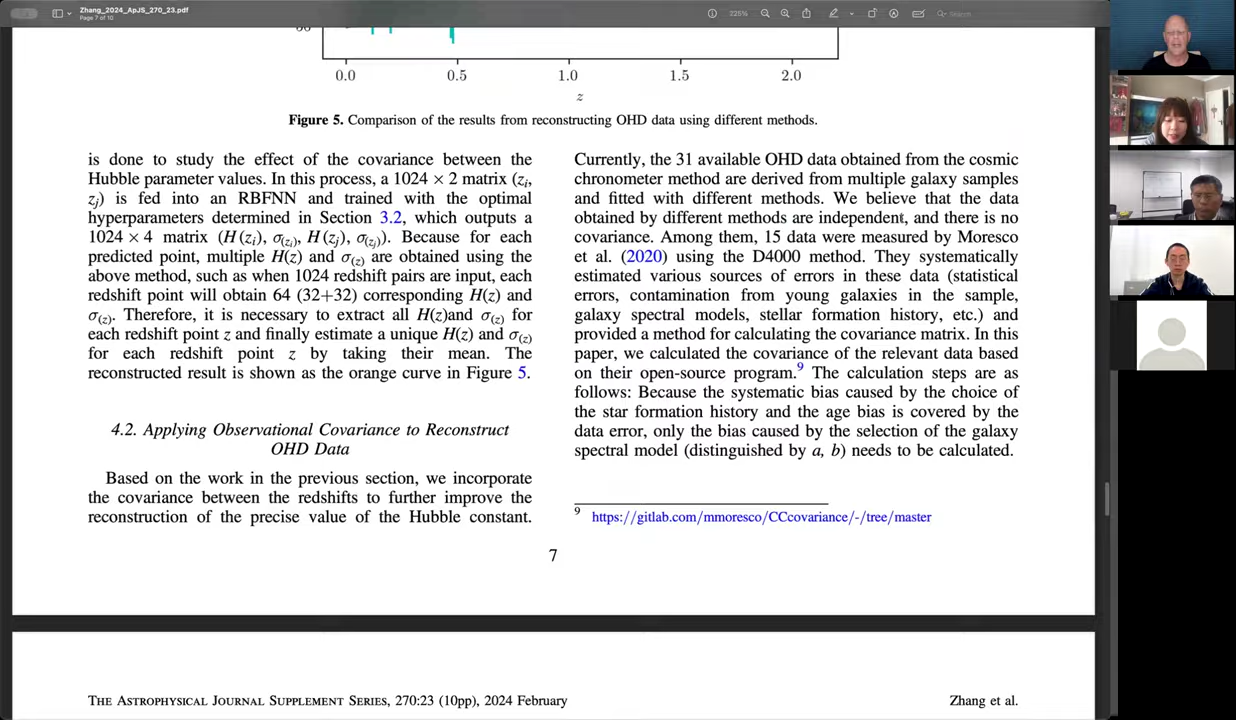 Zhang_2024_ApJS_270_23.pdf
Page 7 of 10
225%
Search
0.0 0.5 1.0 1.5 2.0
z
Figure 5. Comparison of the results from reconstructing OHD data using different methods.
is done to study the effect of the covariance between the
Hubble parameter values. In this process, a 1024 × 2 matrix (zi,
zj) is fed into an RBFNN and trained with the optimal
hyperparameters determined in Section 3.2, which outputs a
1024 × 4 matrix (H(zi), σ(zi), H(zj), σ(zj)). Because for each
predicted point, multiple H(z) and σ(z) are obtained using the
above method, such as when 1024 redshift pairs are input, each
redshift point will obtain 64 (32+32) corresponding H(z) and
σ(z). Therefore, it is necessary to extract all H(z)and σ(z) for
each redshift point z and finally estimate a unique H(z) and σ(z)
for each redshift point z by taking their mean. The
reconstructed result is shown as the orange curve in Figure 5.
4.2. Applying Observational Covariance to Reconstruct
OHD Data
Based on the work in the previous section, we incorporate
the covariance between the redshifts to further improve the
reconstruction of the precise value of the Hubble constant.
Currently, the 31 available OHD data obtained from the cosmic
chronometer method are derived from multiple galaxy samples
and fitted with different methods. We believe that the data
obtained by different methods are independent, and there is no
covariance. Among them, 15 data were measured by Moresco
et al. (2020) using the D4000 method. They systematically
estimated various sources of errors in these data (statistical
errors, contamination from young galaxies in the sample,
galaxy spectral models, stellar formation history, etc.) and
provided a method for calculating the covariance matrix. In this
paper, we calculated the covariance of the relevant data based
on their open-source program.9 The calculation steps are as
follows: Because the systematic bias caused by the choice of
the star formation history and the age bias is covered by the
data error, only the bias caused by the selection of the galaxy
spectral model (distinguished by a, b) needs to be calculated.
9 https://gitlab.com/mmoresco/CCcovariance/-/tree/master
7
THE ASTROPHYSICAL JOURNAL SUPPLEMENT SERIES, 270:23 (10pp), 2024 February
Zhang et al.